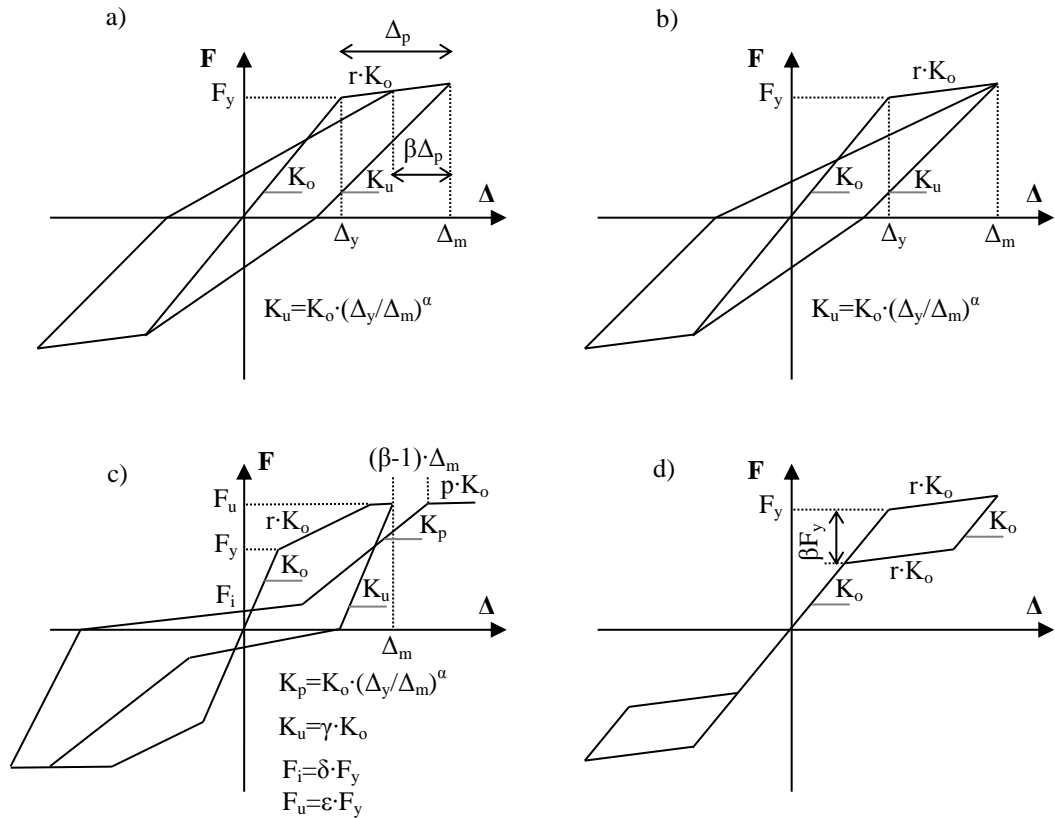 a)
Δp
F
r·Ko
Fy
βΔp
Ko
Ku
Δ
Δy
Δm
Ku=Ko·(Δy/Δm)α
b)
F
r·Ko
Fy
Ko
Ku
Δ
Δy
Δm
Ku=Ko·(Δy/Δm)α
c)
(β-1)·Δm
F
p·Ko
Fu
r·Ko
Kp
Fy
Ko
Ku
Fi
Δ
Δm
Kp=Ko·(Δy/Δm)α
Ku=γ·Ko
Fi=δ·Fy
Fu=ε·Fy
d)
F
r·Ko
Fy
βFy
Ko
r·Ko
Ko
Δ